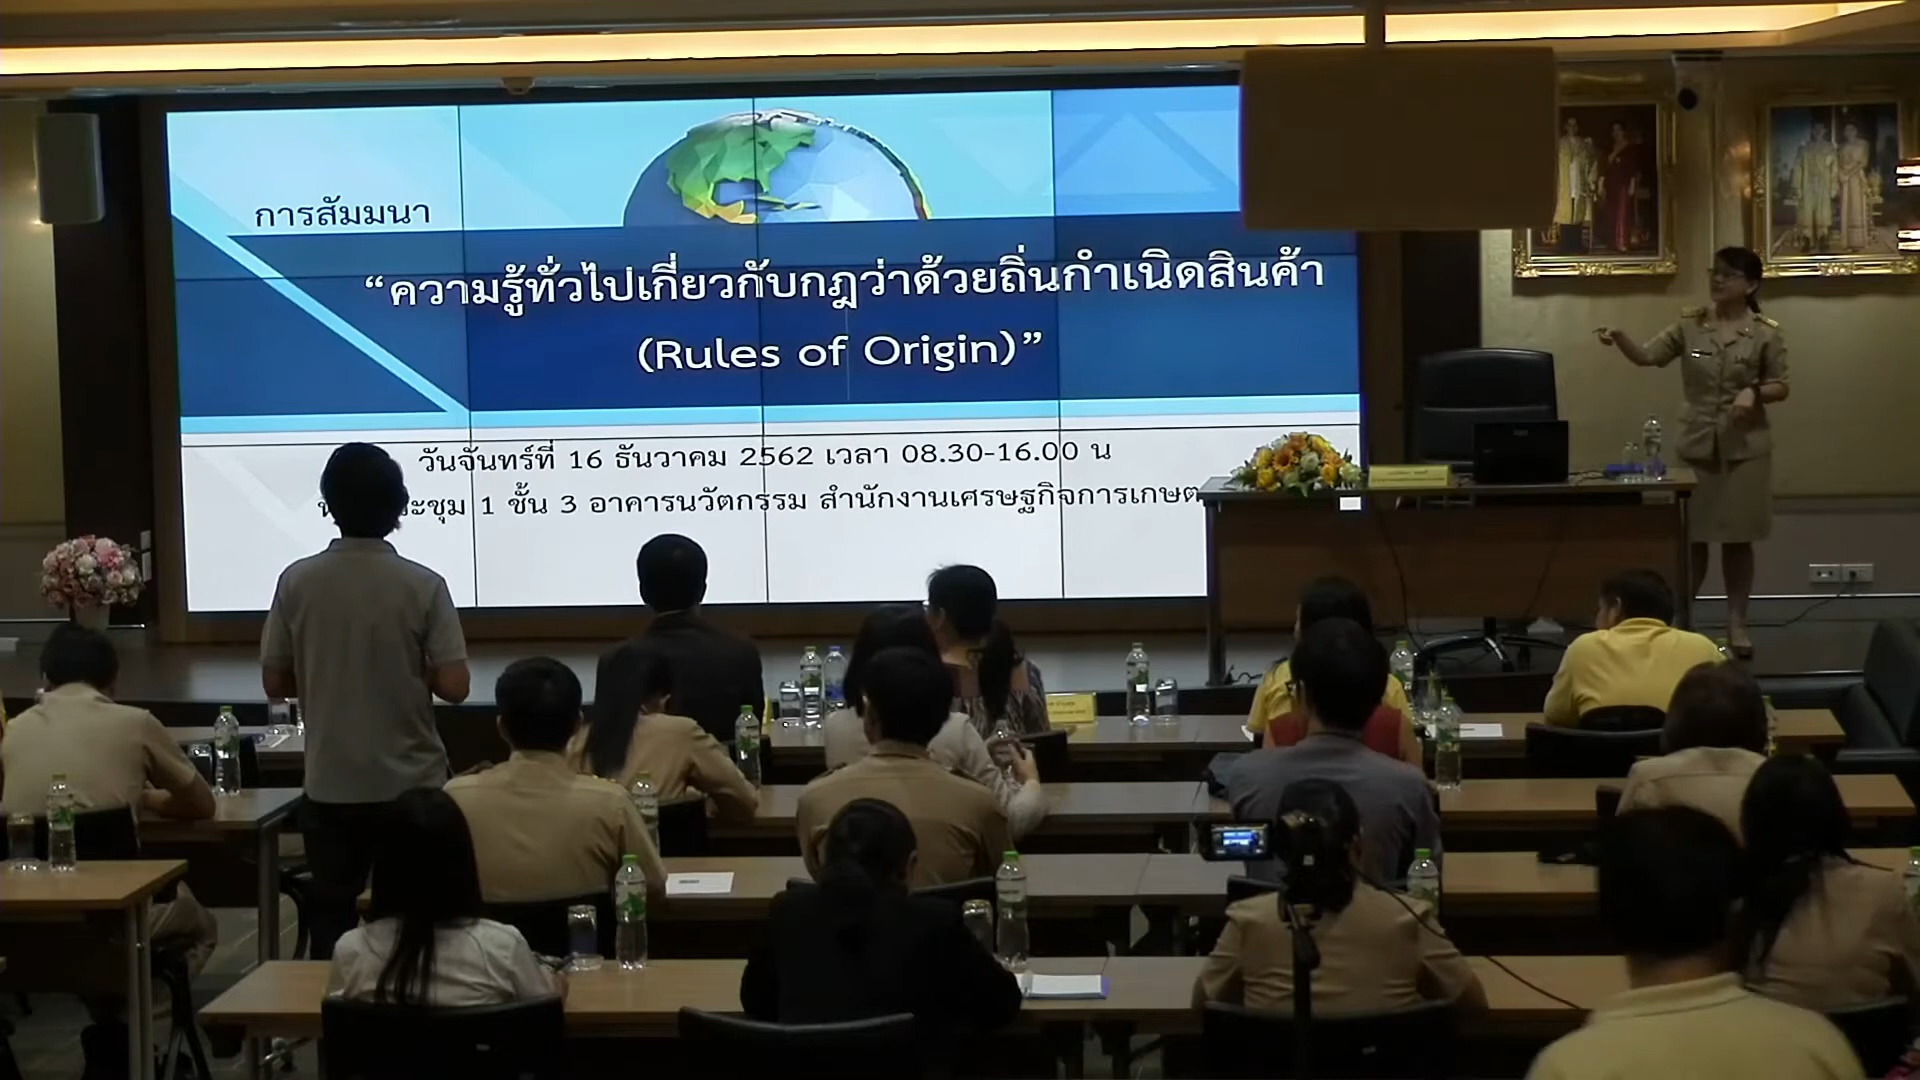 การสัมมนา
“ความรู้ทั่วไปเกี่ยวกับกฎว่าด้วยถิ่นกำเนิดสินค้า
(Rules of Origin)”
วันจันทร์ที่ 16 ธันวาคม 2562 เวลา 08.30-16.00 น
1 ชั้น 3 อาคารนวัตกรรม สำนักงานเศรษฐกิจการเกษต